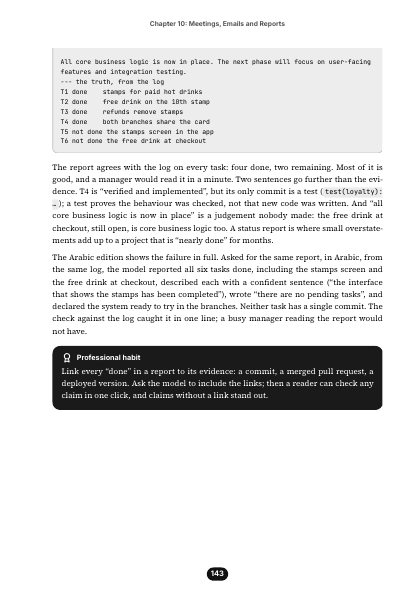 Chapter 10: Meetings, Emails and Reports
All core business logic is now in place. The next phase will focus on user-facing
features and integration testing.
--- the truth, from the log
T1 done    stamps for paid hot drinks
T2 done    free drink on the 10th stamp
T3 done    refunds remove stamps
T4 done    both branches share the card
T5 not done the stamps screen in the app
T6 not done the free drink at checkout
The report agrees with the log on every task: four done, two remaining. Most of it is
good, and a manager would read it in a minute. Two sentences go further than the evi-
dence. T4 is “verified and implemented”, but its only commit is a test (test(loyalty):
…); a test proves the behaviour was checked, not that new code was written. And “all
core business logic is now in place” is a judgement nobody made: the free drink at
checkout, still open, is core business logic too. A status report is where small overstate-
ments add up to a project that is “nearly done” for months.
The Arabic edition shows the failure in full. Asked for the same report, in Arabic, from
the same log, the model reported all six tasks done, including the stamps screen and
the free drink at checkout, described each with a confident sentence (“the interface
that shows the stamps has been completed”), wrote “there are no pending tasks”, and
declared the system ready to try in the branches. Neither task has a single commit. The
check against the log caught it in one line; a busy manager reading the report would
not have.
Professional habit
Link every “done” in a report to its evidence: a commit, a merged pull request, a
deployed version. Ask the model to include the links; then a reader can check any
claim in one click, and claims without a link stand out.
143